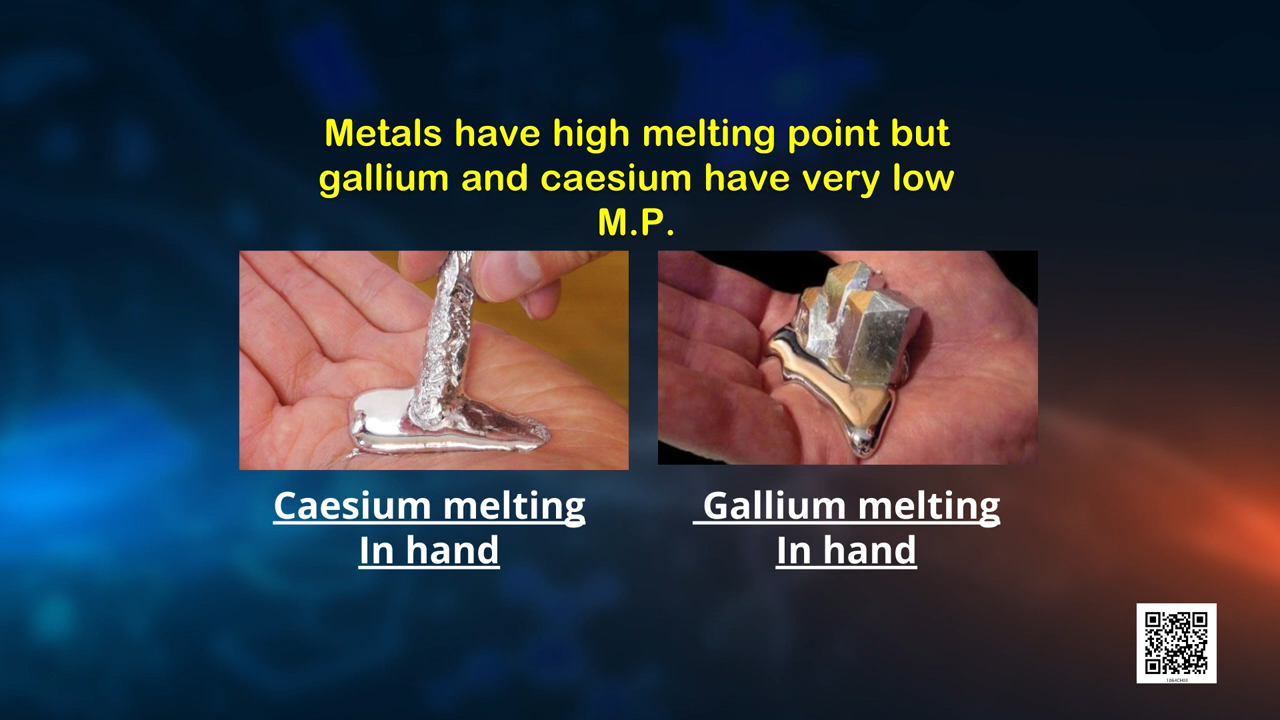 Metals have high melting point but
gallium and caesium have very low
M.P.
Caesium melting
In hand
Gallium melting
In hand